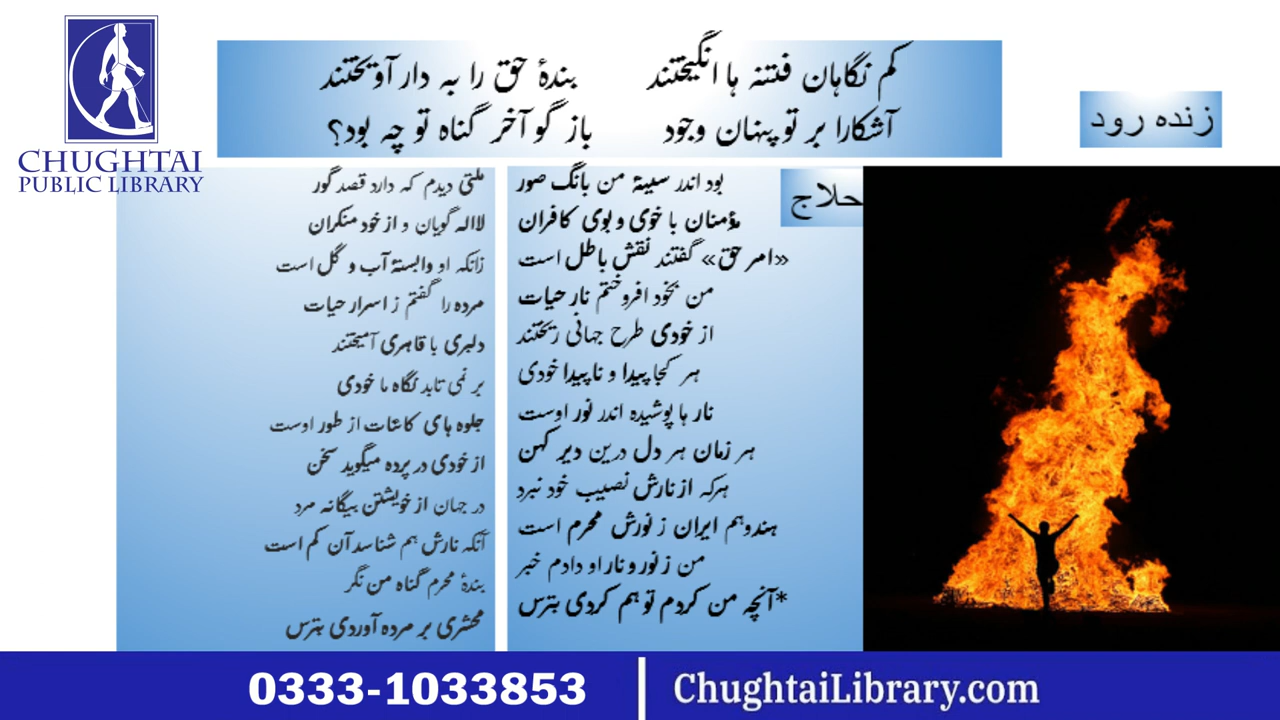 CHUGHTAI
PUBLIC LIBRARY
زنده رود
کم نگاہان فتنہ ہا انگیختند بندۂ حق را بہ دار آویختند
آشکارا بر تو پنہان وجود باز گو آخر گناہ تو چہ بود؟
حلاج
بود اندر سینۂ من بانگ صور
مؤمنان با خوی و بوی کافران
«امر حق» گفتند نقش باطل است
من بخود افروختم نار حیات
از خودی طرح جہانی ریختند
ہر کجا پیدا و ناپیدا خودی
نار ہا پوشیدہ اندر نور اوست
ہر زمان ہر دل درین دیر کہن
ہرکہ از نارش نصیب خود نبرد
ہندوہم ایران ز نورش محرم است
من ز نور و نار او دادم خبر
*آنچہ من کردم تو ہم کردی بترس
ملتی دیدم کہ دارد قصد گور
لاالہ گویان و از خود منکران
زانکہ او وابستۂ آب و گل است
مردہ را گفتم ز اسرار حیات
دلبری با قاہری آمیختند
بر نمی تابد نگاہ ما خودی
جلوہ ہای کائنات از طور اوست
از خودی در پردہ میگوید سخن
در جہان از خویشتن بیگانہ مرد
آنکہ نارش ہم شناسد آن کم است
بندۂ محرم گناہ من نگر
محشری بر مردہ آوردی بترس
0333-1033853 | ChughtaiLibrary.com